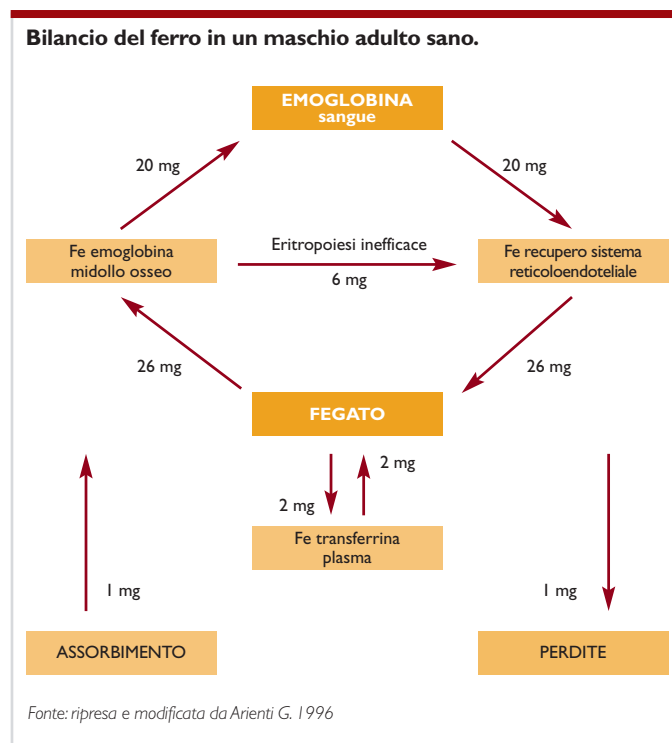 Bilancio del ferro in un maschio adulto sano.
EMOGLOBINA
sangue
20 mg
20 mg
Fe emoglobina
midollo osseo
Eritropoiesi inefficace
6 mg
Fe recupero sistema
reticoloendoteliale
26 mg
26 mg
FEGATO
2 mg
2 mg
Fe transferrina
plasma
1 mg
1 mg
ASSORBIMENTO
PERDITE
Fonte: ripresa e modificata da Arienti G. 1996